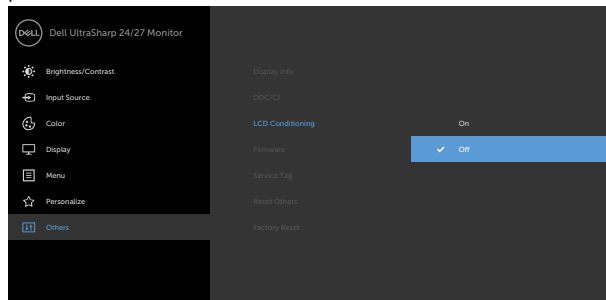 DELL Dell UltraSharp 24/27 Monitor
Brightness/Contrast
Display Info
Input Source
DDC/CI
Color
LCD Conditioning
On
Display
Firmware
Off
Menu
Service Tag
Personalize
Reset Others
Others
Factory Reset